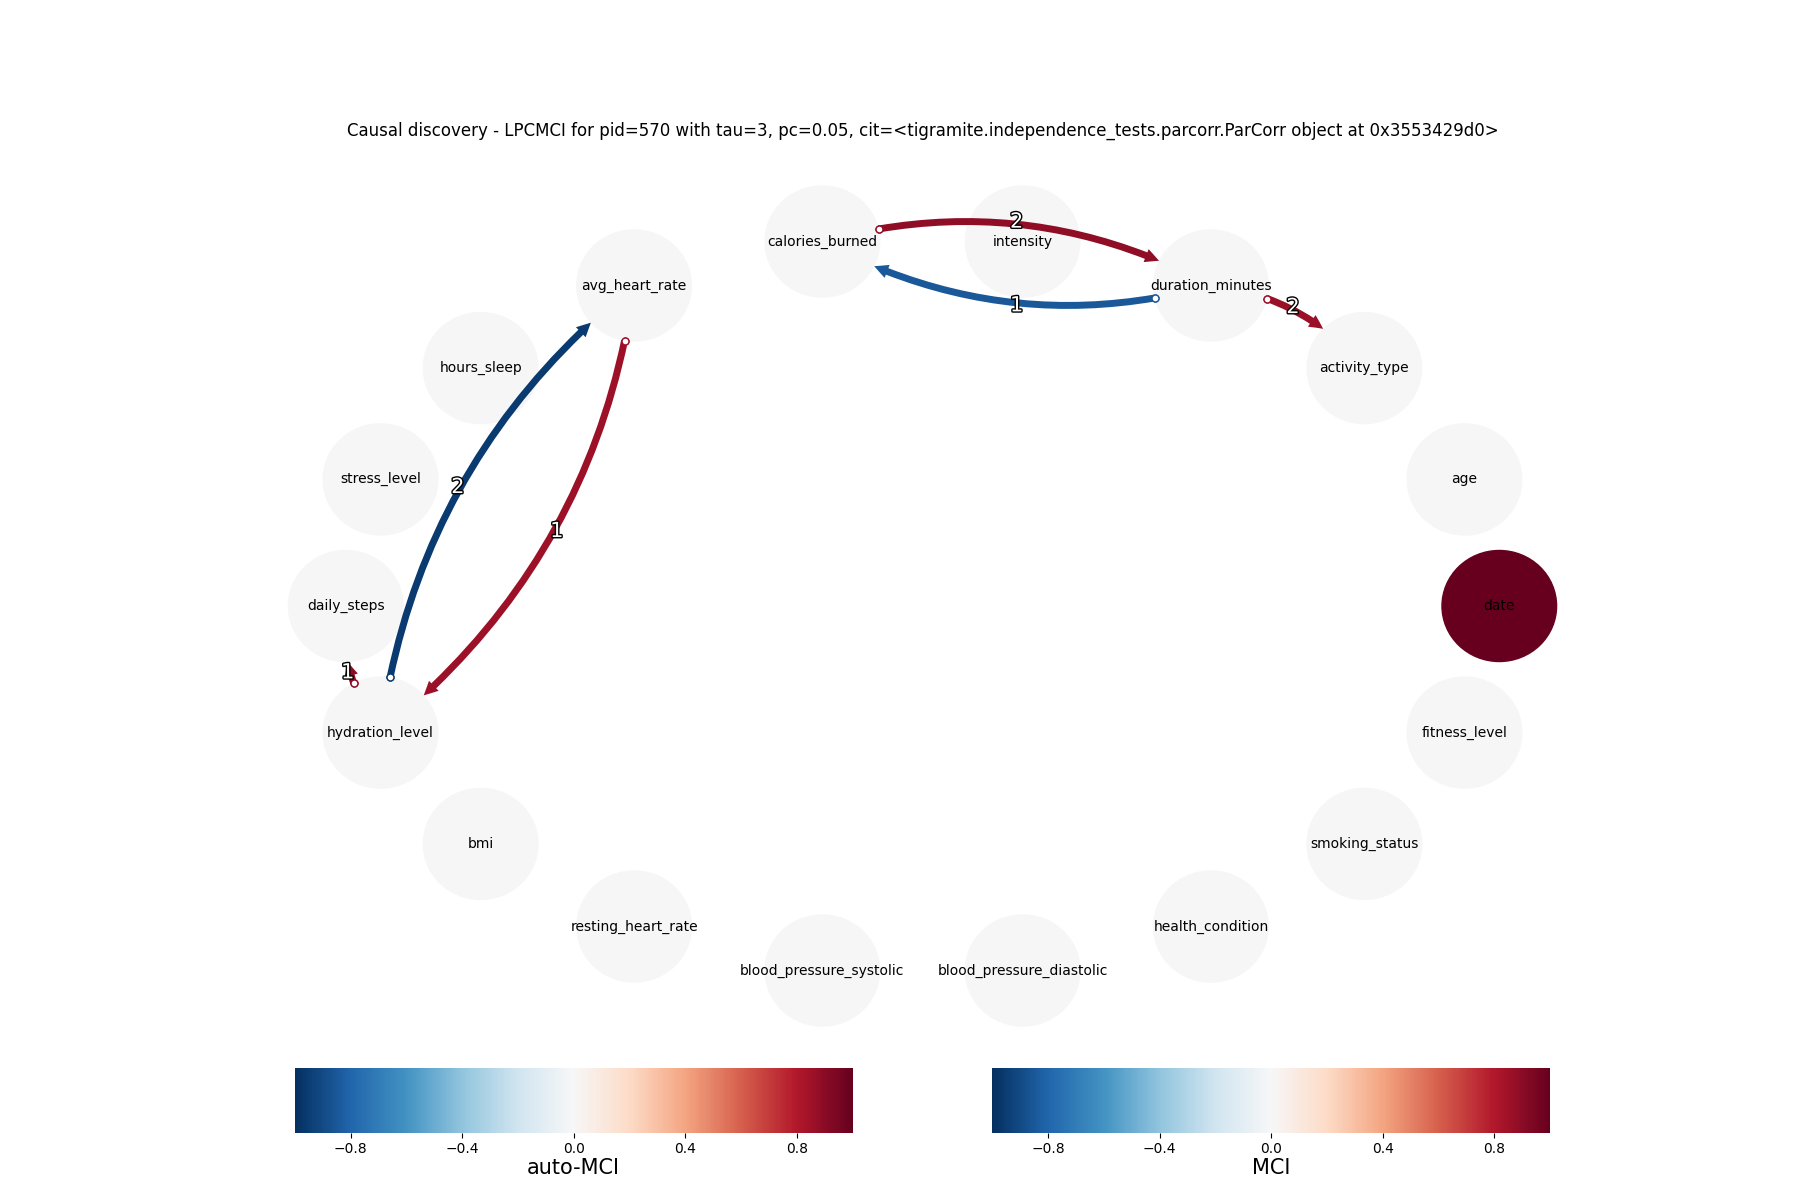 Causal discovery - LPCMCI for pid=570 with tau=3, pc=0.05, cit=<tigramite.independence_tests.parcorr.ParCorr object at 0x3553429d0>
calories_burned
2
intensity
1
avg_heart_rate
duration_minutes
2
hours_sleep
activity_type
stress_level
2
1
age
daily_steps
date
1
hydration_level
fitness_level
bmi
smoking_status
resting_heart_rate
health_condition
blood_pressure_systolic
blood_pressure_diastolic
−0.8 −0.4 0.0 0.4 0.8
auto-MCI
−0.8 −0.4 0.0 0.4 0.8
MCI